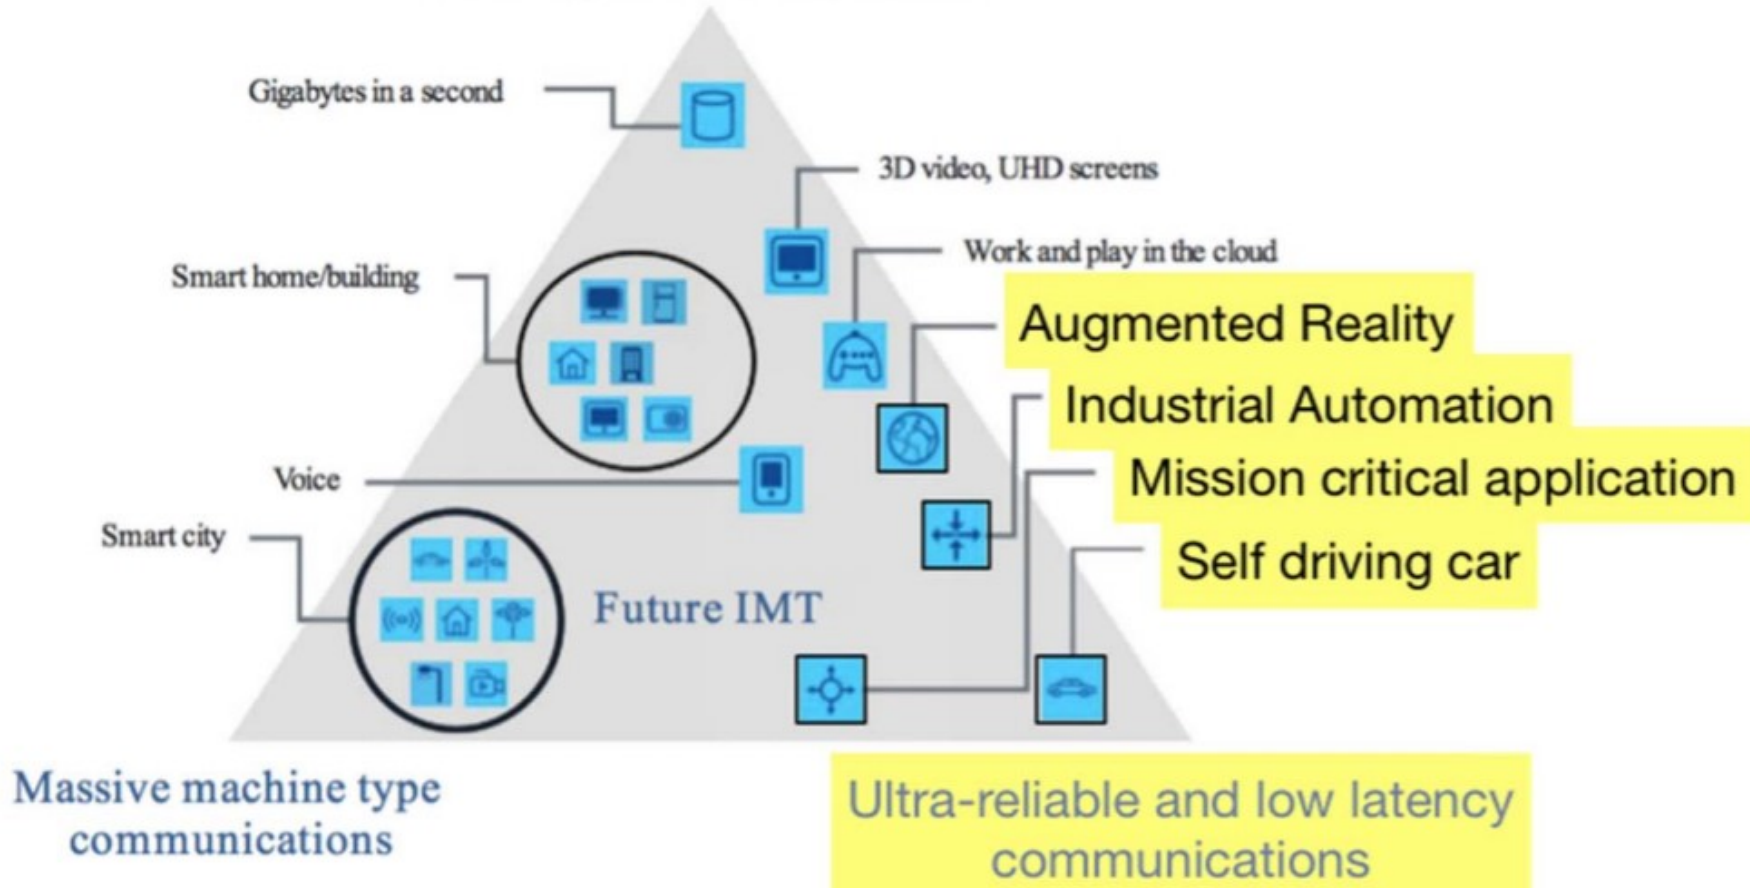 Gigabytes in a second
3D video, UHD screens
Work and play in the cloud
Smart home/building
Augmented Reality
Industrial Automation
Voice
Mission critical application
Smart city
Self driving car
Future IMT
Massive machine type
communications
Ultra-reliable and low latency
communications